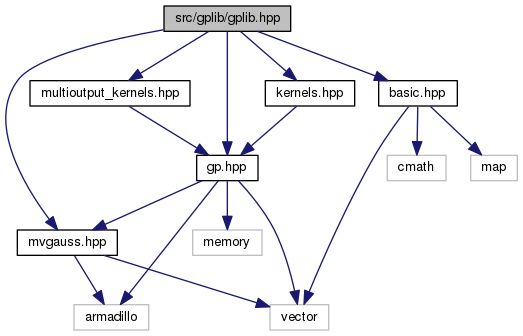 src/gplib/gplib.hpp
multioutput_kernels.hpp
kernels.hpp
basic.hpp
gp.hpp
cmath
map
mvgauss.hpp
memory
armadillo
vector